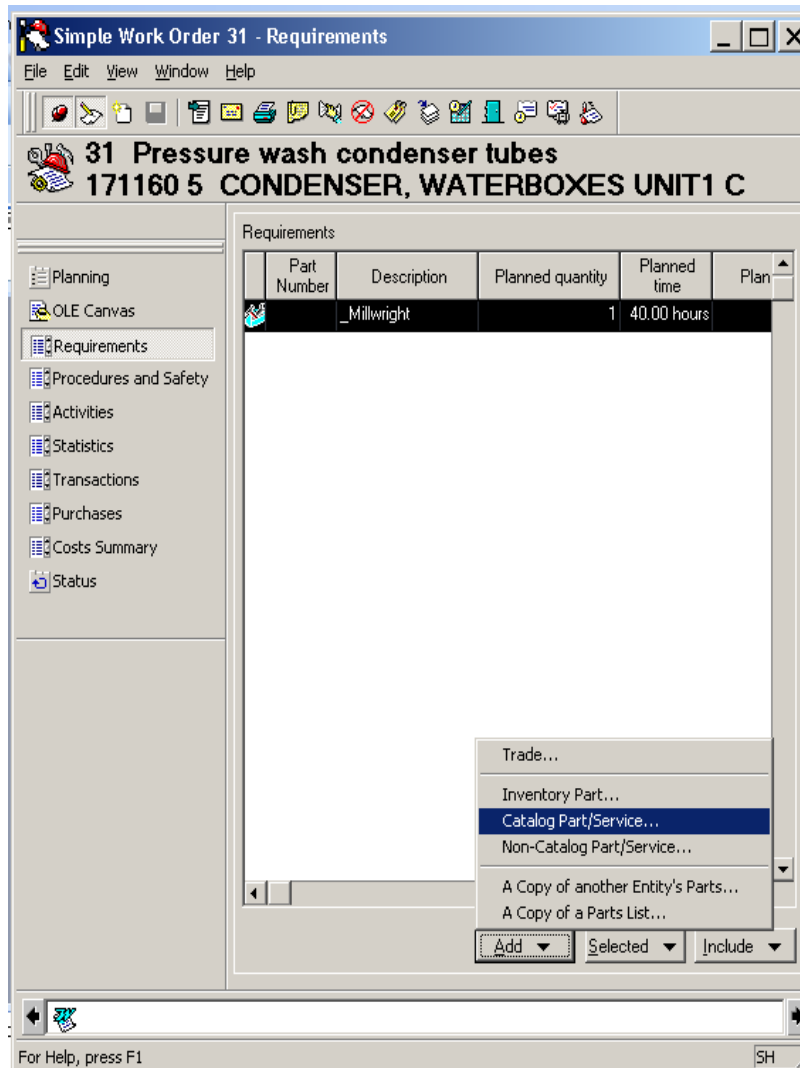 Simple Work Order 31 - Requirements
File Edit View Window Help
31 Pressure wash condenser tubes
171160 5 CONDENSER, WATERBOXES UNIT1 C
Requirements
Part Number Description Planned quantity Planned time Plan
_Millwright 1 40.00 hours
Planning
OLE Canvas
Requirements
Procedures and Safety
Activities
Statistics
Transactions
Purchases
Costs Summary
Status
Trade...
Inventory Part...
Catalog Part/Service...
Non-Catalog Part/Service...
A Copy of another Entity's Parts...
A Copy of a Parts List...
Add Selected Include
For Help, press F1 SH